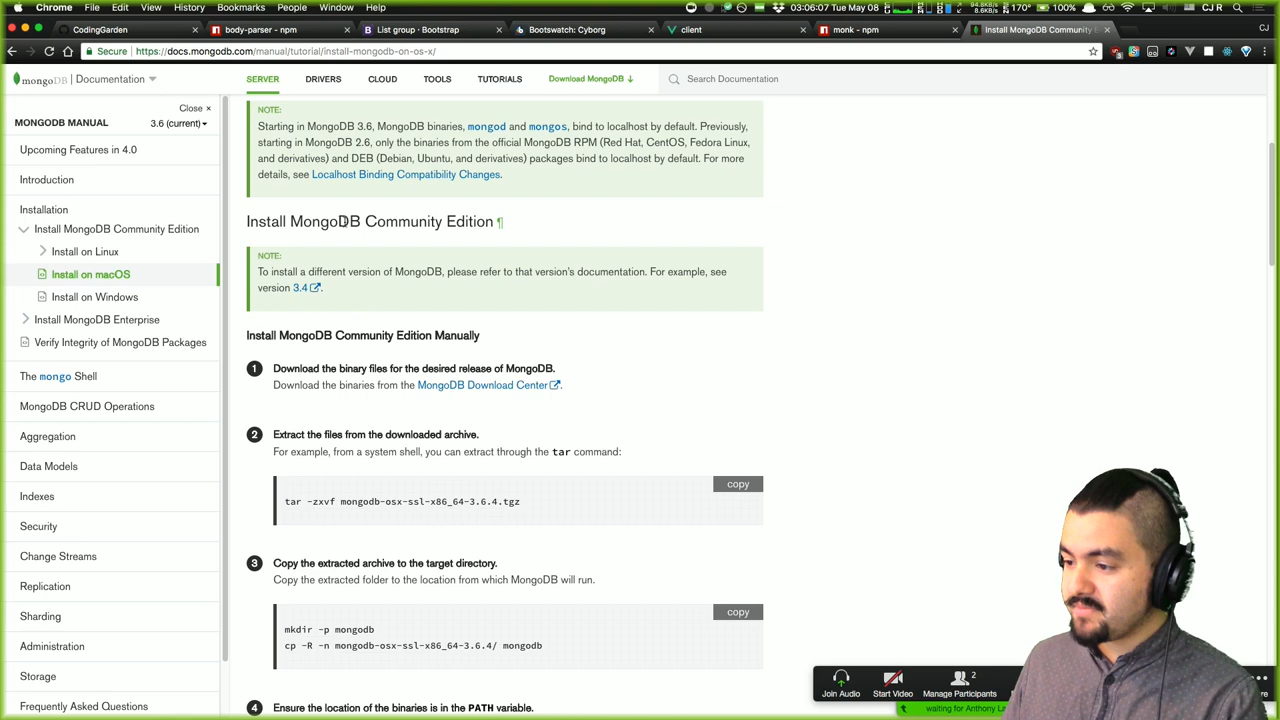 Chrome File Edit View History Bookmarks People Window Help
03:06:07 Tue May 08
94.8KB/s
8.6KB/s
170°
100%
CJ R
CodingGarden
body-parser - npm
List group · Bootstrap
Bootswatch: Cyborg
client
monk - npm
Install MongoDB Community E
CJ
Secure | https://docs.mongodb.com/manual/tutorial/install-mongodb-on-os-x/
mongoDB | Documentation
SERVER DRIVERS CLOUD TOOLS TUTORIALS Download MongoDB
Search Documentation
Close ×
MONGODB MANUAL 3.6 (current)
Upcoming Features in 4.0
Introduction
Installation
Install MongoDB Community Edition
Install on Linux
Install on macOS
Install on Windows
Install MongoDB Enterprise
Verify Integrity of MongoDB Packages
The mongo Shell
MongoDB CRUD Operations
Aggregation
Data Models
Indexes
Security
Change Streams
Replication
Sharding
Administration
Storage
Frequently Asked Questions
NOTE:
Starting in MongoDB 3.6, MongoDB binaries, mongod and mongos, bind to localhost by default. Previously,
starting in MongoDB 2.6, only the binaries from the official MongoDB RPM (Red Hat, CentOS, Fedora Linux,
and derivatives) and DEB (Debian, Ubuntu, and derivatives) packages bind to localhost by default. For more
details, see Localhost Binding Compatibility Changes.
Install MongoDB Community Edition ¶
NOTE:
To install a different version of MongoDB, please refer to that version's documentation. For example, see
version 3.4.
Install MongoDB Community Edition Manually
1 Download the binary files for the desired release of MongoDB.
Download the binaries from the MongoDB Download Center.
2 Extract the files from the downloaded archive.
For example, from a system shell, you can extract through the tar command:
copy
tar -zxvf mongodb-osx-ssl-x86_64-3.6.4.tgz
3 Copy the extracted archive to the target directory.
Copy the extracted folder to the location from which MongoDB will run.
copy
mkdir -p mongodb
cp -R -n mongodb-osx-ssl-x86_64-3.6.4/ mongodb
4 Ensure the location of the binaries is in the PATH variable.
2
Join Audio Start Video Manage Participants
waiting for Anthony La